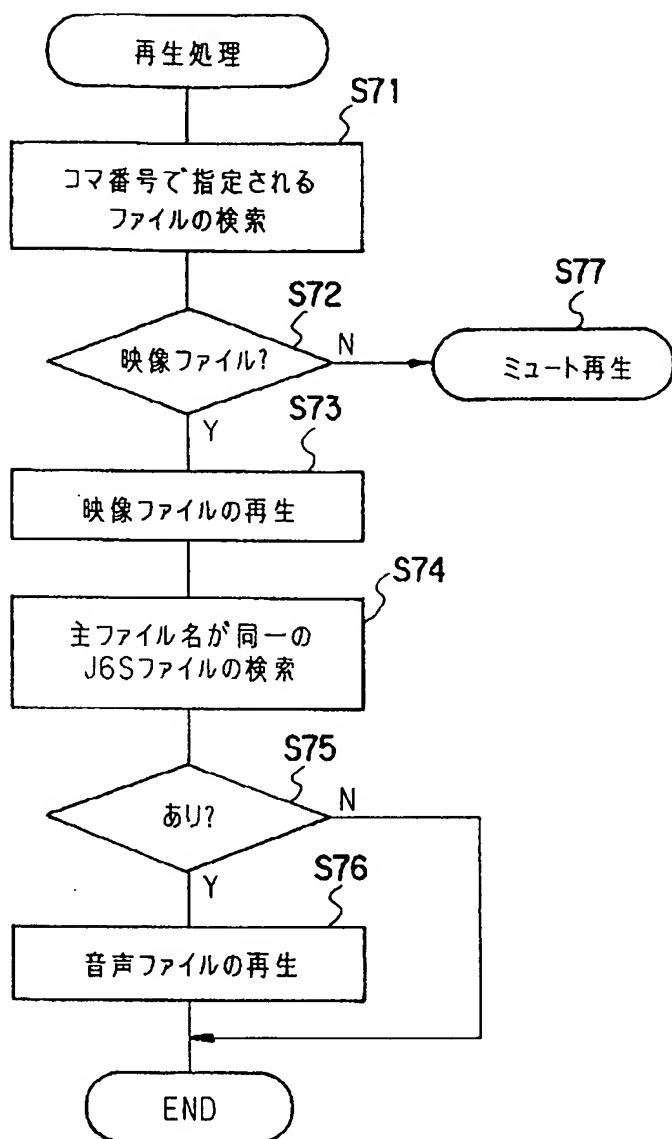 再生処理
S71
コマ番号で指定される
ファイルの検索
S72
映像ファイル?
N
S77
ミュート再生
Y
S73
映像ファイルの再生
S74
主ファイル名が同一の
J6Sファイルの検索
S75
あり?
N
Y
S76
音声ファイルの再生
END